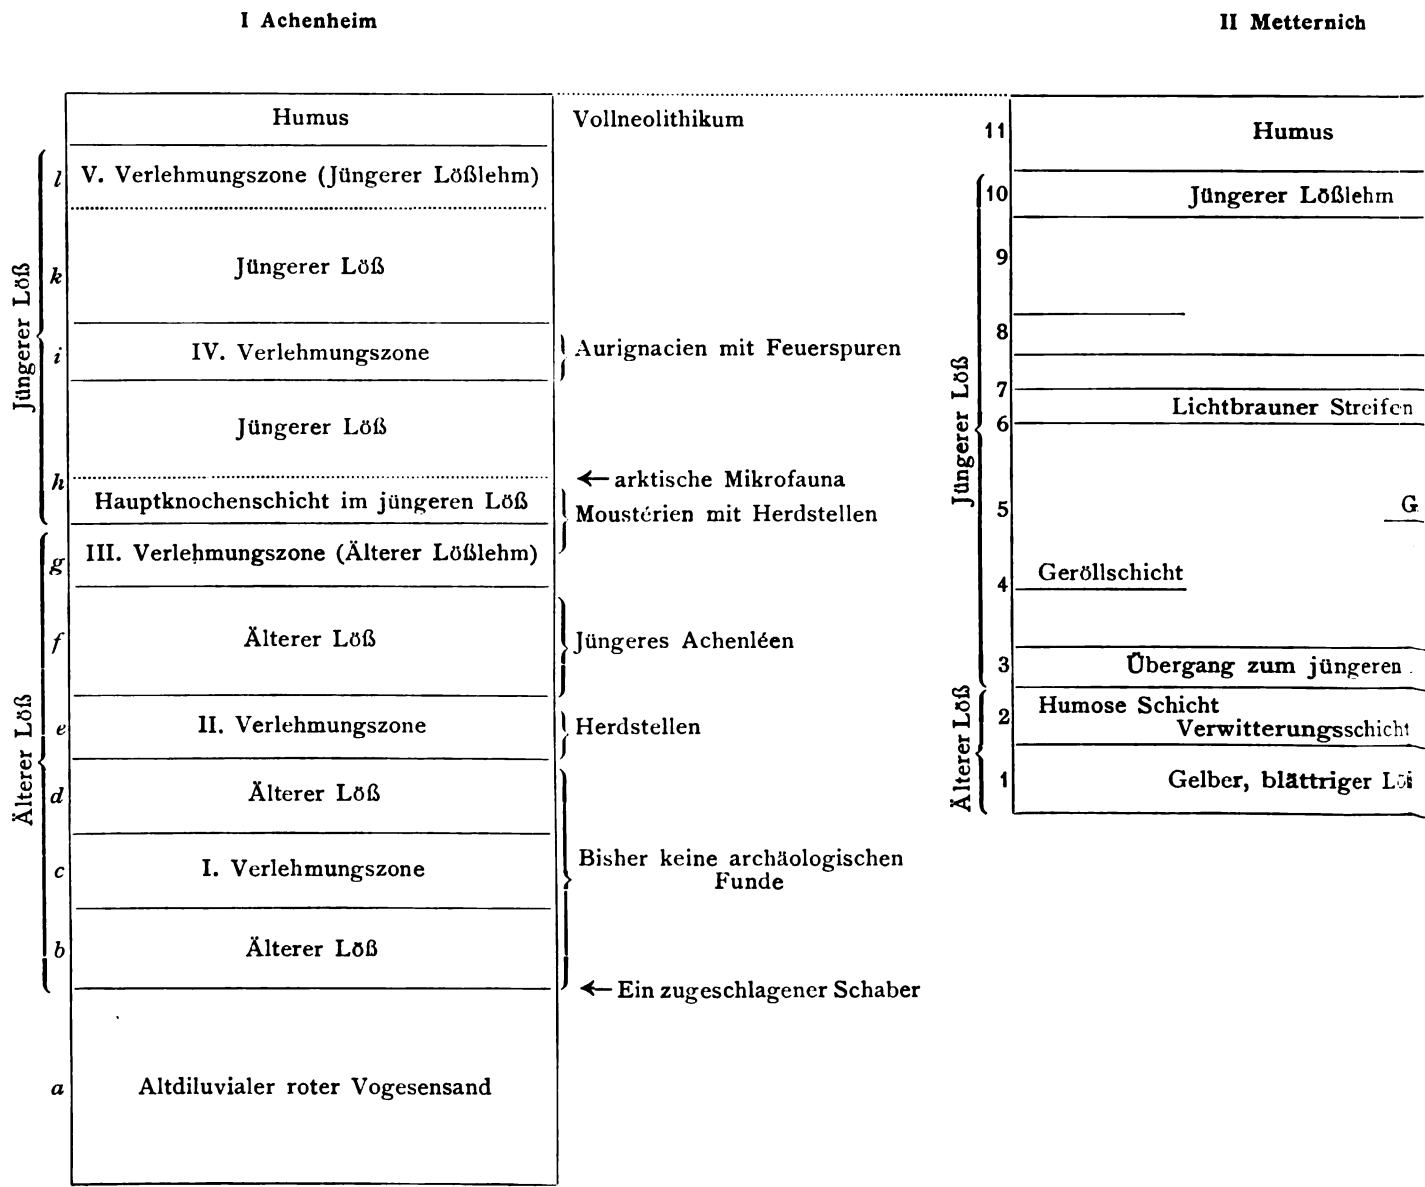 I Achenheim
II Metternich
Humus
Vollneolithikum
l V. Verlehmungszone (Jüngerer Lößlehm)
k Jüngerer Löß
i IV. Verlehmungszone
Aurignacien mit Feuerspuren
Jüngerer Löß
h
← arktische Mikrofauna
Hauptknochenschicht im jüngeren Löß
Moustérien mit Herdstellen
Jüngerer Löß
g III. Verlehmungszone (Älterer Lößlehm)
f Älterer Löß
Jüngeres Achenléen
e II. Verlehmungszone
Herdstellen
d Älterer Löß
c I. Verlehmungszone
Bisher keine archäologischen
Funde
b Älterer Löß
← Ein zugeschlagener Schaber
Älterer Löß
a Altdiluvialer roter Vogesensand
11 Humus
10 Jüngerer Lößlehm
9
8
7
Lichtbrauner Streifen
6
5
G
4 Geröllschicht
3 Übergang zum jüngeren
Jüngerer Löß
2 Humose Schicht
Verwitterungsschicht
1 Gelber, blättriger
Älterer Löß